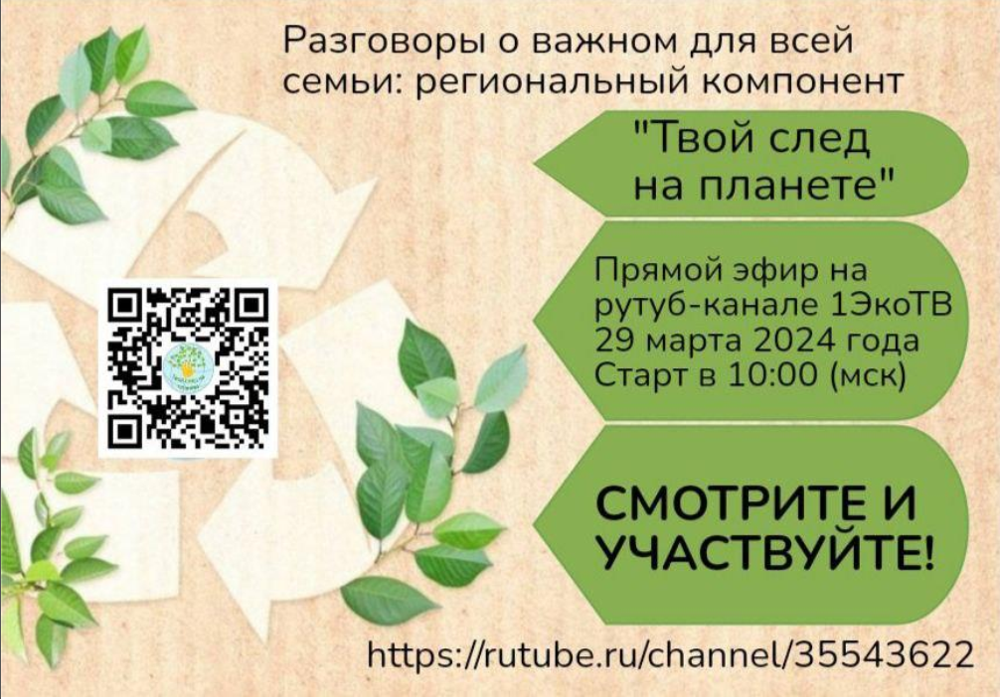 Разговоры о важном для всей
семьи: региональный компонент
"Твой след
на планете"
Прямой эфир на
рутуб-канале 1ЭкоТВ
29 марта 2024 года
Старт в 10:00 (мск)
СМОТРИТЕ И
УЧАСТВУЙТЕ!
https://rutube.ru/channel/35543622